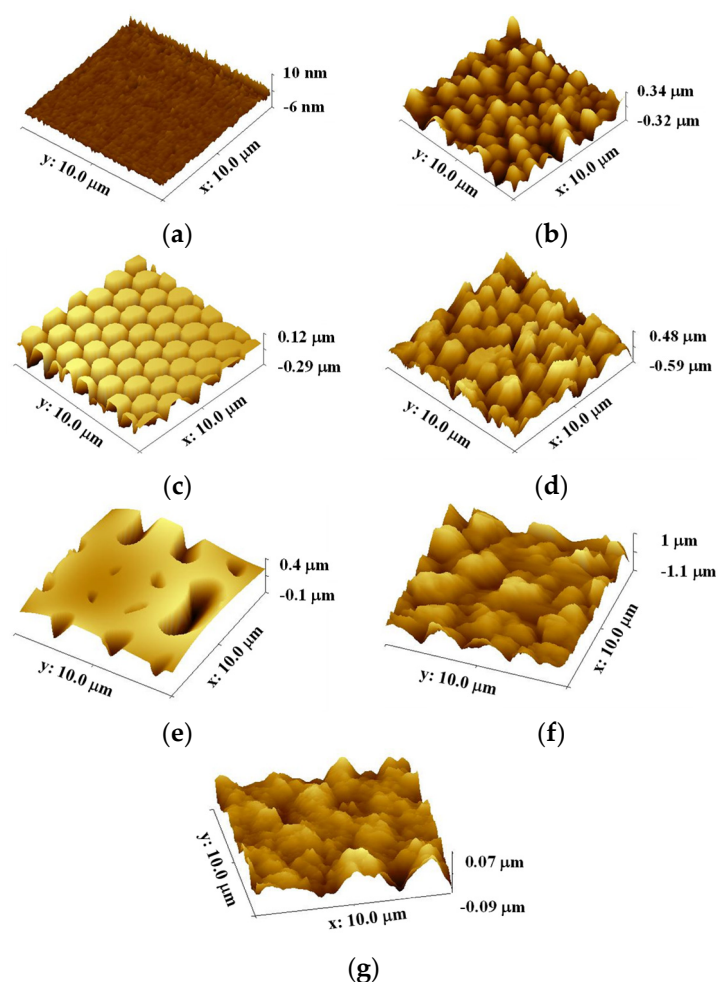 10 nm
-6 nm
y: 10.0 µm
x: 10.0 µm
(a)
0.34 µm
-0.32 µm
y: 10.0 µm
x: 10.0 µm
(b)
0.12 µm
-0.29 µm
y: 10.0 µm
x: 10.0 µm
(c)
0.48 µm
-0.59 µm
y: 10.0 µm
x: 10.0 µm
(d)
0.4 µm
-0.1 µm
y: 10.0 µm
x: 10.0 µm
(e)
1 µm
-1.1 µm
y: 10.0 µm
x: 10.0 µm
(f)
y: 10.0 µm
0.07 µm
-0.09 µm
x: 10.0 µm
(g)